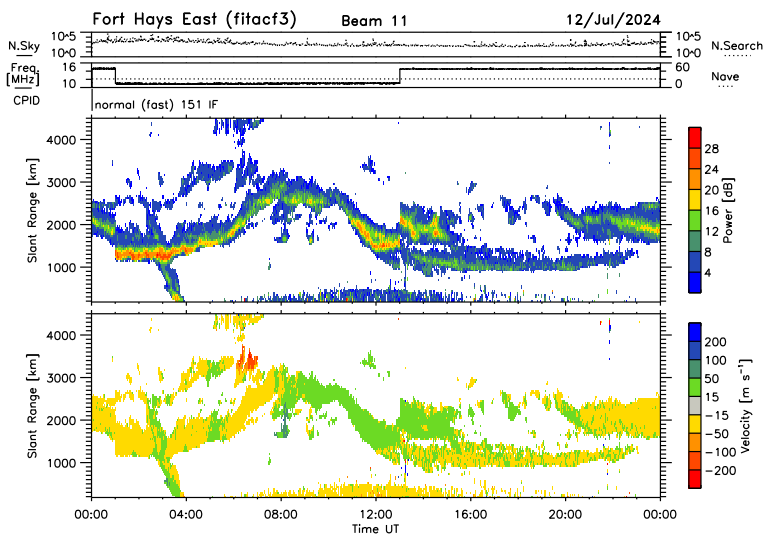 Fort Hays East (fitacf3) Beam 11 12/Jul/2024
N.Sky 10^5 10^0 10^5 10^0 N.Search
Freq. [MHz] 16 10 60 0 Nave
CPID normal (fast) 151 IF
Slant Range [km] 4000 3000 2000 1000
Power [dB] 28 24 20 16 12 8 4
Slant Range [km] 4000 3000 2000 1000
Velocity [m s⁻¹] 200 100 50 15 −15 −50 −100 −200
00:00 04:00 08:00 12:00 16:00 20:00 00:00
Time UT